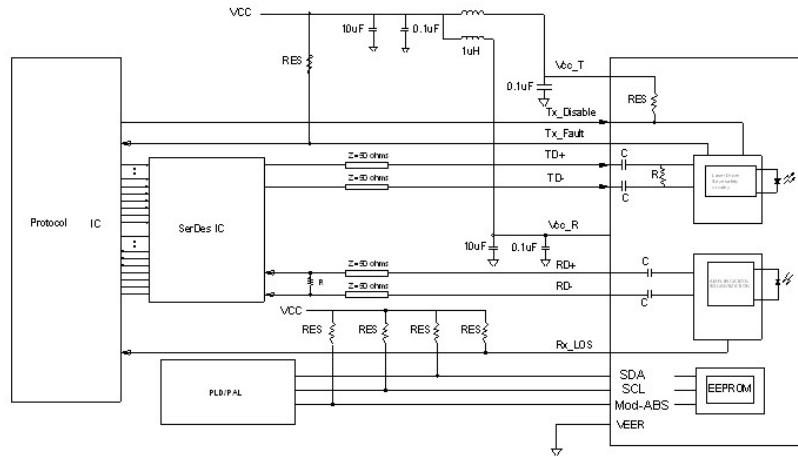 VCC
10uF
0.1uF
1uH
RES
Vcc_T
0.1uF
RES
Tx_Disable
Tx_Fault
Z=50 ohms
TD+
C
R
Z=50 ohms
TD-
C
Protocol IC
SerDes IC
Vcc_R
10uF
0.1uF
Z=50 ohms
RD+
C
R
Z=50 ohms
RD-
C
VCC
RES
RES
RES
RES
Rx_LOS
PLD/PAL
SDA
SCL
Mod-ABS
EEPROM
VEER